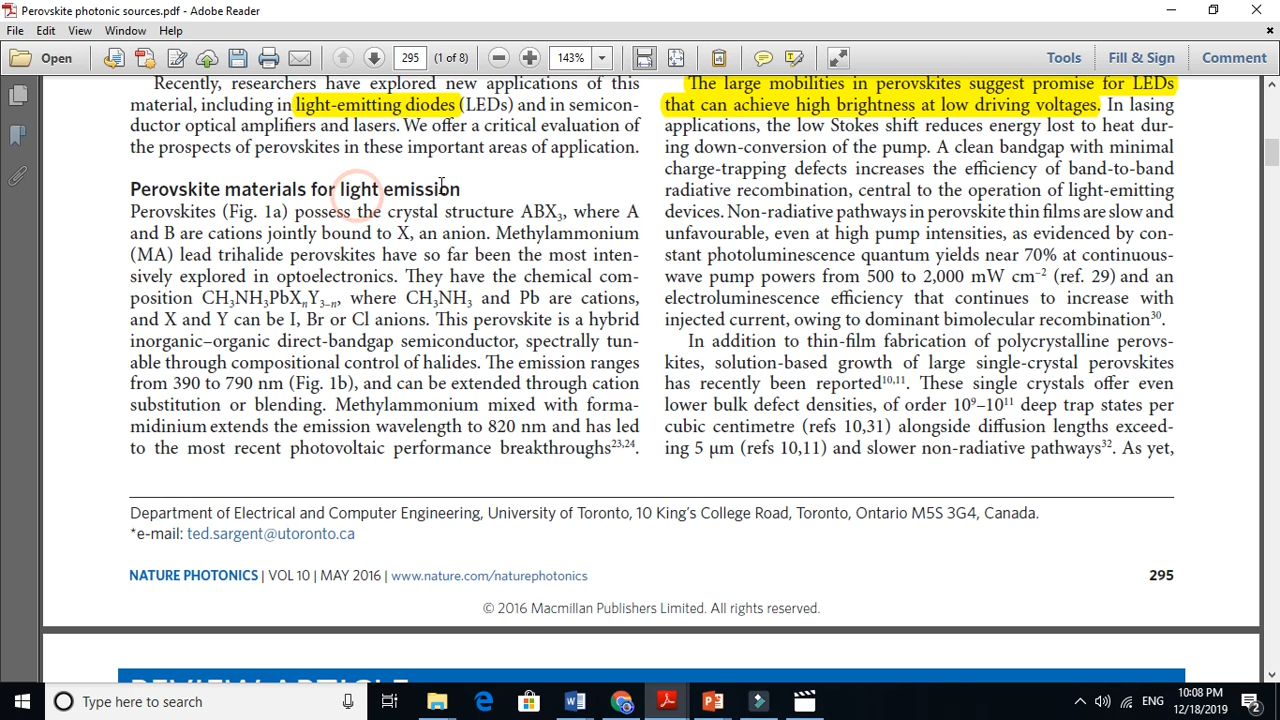 Perovskite photonic sources.pdf - Adobe Reader
File Edit View Window Help
Open 295 (1 of 8) 143% Tools Fill & Sign Comment
Recently, researchers have explored new applications of this
material, including in light-emitting diodes (LEDs) and in semicon-
ductor optical amplifiers and lasers. We offer a critical evaluation of
the prospects of perovskites in these important areas of application.
Perovskite materials for light emission
Perovskites (Fig. 1a) possess the crystal structure ABX₃, where A
and B are cations jointly bound to X, an anion. Methylammonium
(MA) lead trihalide perovskites have so far been the most inten-
sively explored in optoelectronics. They have the chemical com-
position CH₃NH₃PbXₙY₃₋ₙ, where CH₃NH₃ and Pb are cations,
and X and Y can be I, Br or Cl anions. This perovskite is a hybrid
inorganic–organic direct-bandgap semiconductor, spectrally tun-
able through compositional control of halides. The emission ranges
from 390 to 790 nm (Fig. 1b), and can be extended through cation
substitution or blending. Methylammonium mixed with forma-
midinium extends the emission wavelength to 820 nm and has led
to the most recent photovoltaic performance breakthroughs²³,²⁴.
The large mobilities in perovskites suggest promise for LEDs
that can achieve high brightness at low driving voltages. In lasing
applications, the low Stokes shift reduces energy lost to heat dur-
ing down-conversion of the pump. A clean bandgap with minimal
charge-trapping defects increases the efficiency of band-to-band
radiative recombination, central to the operation of light-emitting
devices. Non-radiative pathways in perovskite thin films are slow and
unfavourable, even at high pump intensities, as evidenced by con-
stant photoluminescence quantum yields near 70% at continuous-
wave pump powers from 500 to 2,000 mW cm⁻² (ref. 29) and an
electroluminescence efficiency that continues to increase with
injected current, owing to dominant bimolecular recombination³⁰.
In addition to thin-film fabrication of polycrystalline perovs-
kites, solution-based growth of large single-crystal perovskites
has recently been reported¹⁰,¹¹. These single crystals offer even
lower bulk defect densities, of order 10⁹–10¹¹ deep trap states per
cubic centimetre (refs 10,31) alongside diffusion lengths exceed-
ing 5 μm (refs 10,11) and slower non-radiative pathways³². As yet,
Department of Electrical and Computer Engineering, University of Toronto, 10 King's College Road, Toronto, Ontario M5S 3G4, Canada.
*e-mail: ted.sargent@utoronto.ca
NATURE PHOTONICS | VOL 10 | MAY 2016 | www.nature.com/naturephotonics 295
© 2016 Macmillan Publishers Limited. All rights reserved.
REVIEW ARTICLE
Type here to search ENG 10:08 PM
12/18/2019 2